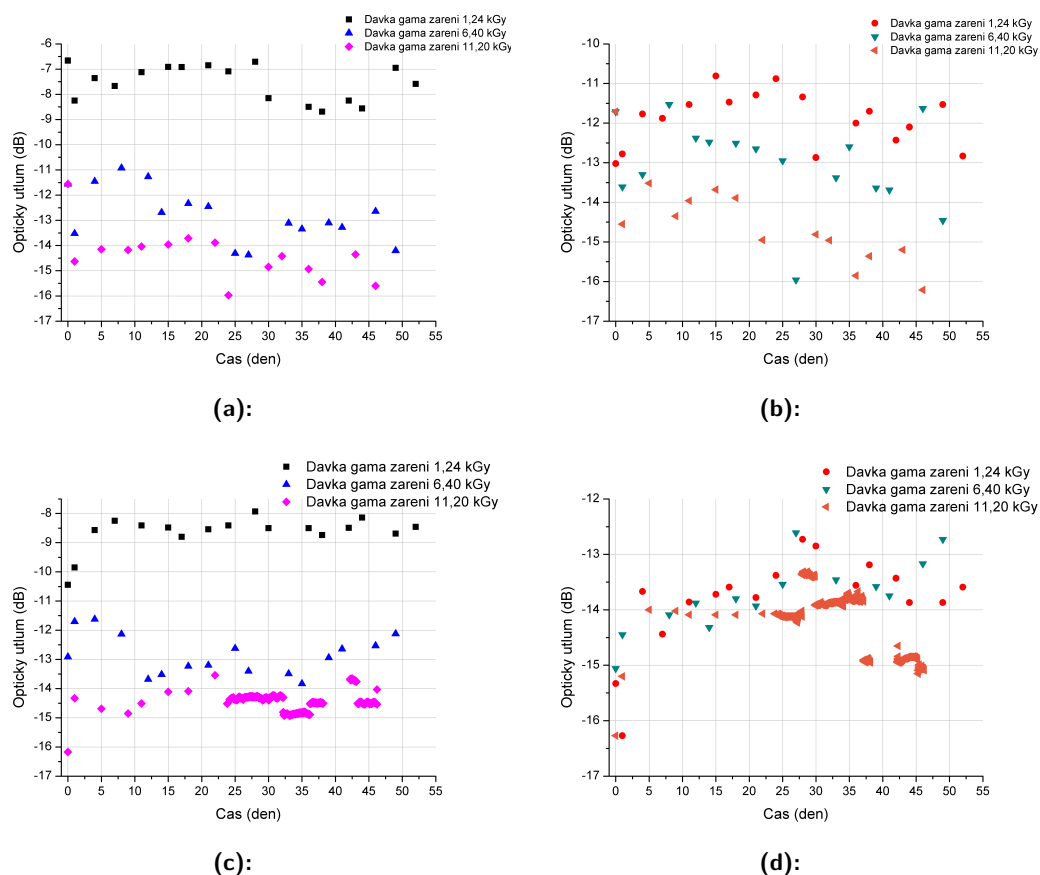 Davka gama zareni 1,24 kGy
Davka gama zareni 6,40 kGy
Davka gama zareni 11,20 kGy
-6
-7
-8
-9
-10
-11
-12
-13
-14
-15
-16
-17
Opticky utlum (dB)
0 5 10 15 20 25 30 35 40 45 50 55
Cas (den)
(a):
Davka gama zareni 1,24 kGy
Davka gama zareni 6,40 kGy
Davka gama zareni 11,20 kGy
-10
-11
-12
-13
-14
-15
-16
-17
Opticky utlum (dB)
0 5 10 15 20 25 30 35 40 45 50 55
Cas (den)
(b):
Davka gama zareni 1,24 kGy
Davka gama zareni 6,40 kGy
Davka gama zareni 11,20 kGy
-8
-9
-10
-11
-12
-13
-14
-15
-16
-17
Opticky utlum (dB)
0 5 10 15 20 25 30 35 40 45 50 55
Cas (den)
(c):
Davka gama zareni 1,24 kGy
Davka gama zareni 6,40 kGy
Davka gama zareni 11,20 kGy
-12
-13
-14
-15
-16
-17
Opticky utlum (dB)
0 5 10 15 20 25 30 35 40 45 50 55
Cas (den)
(d):